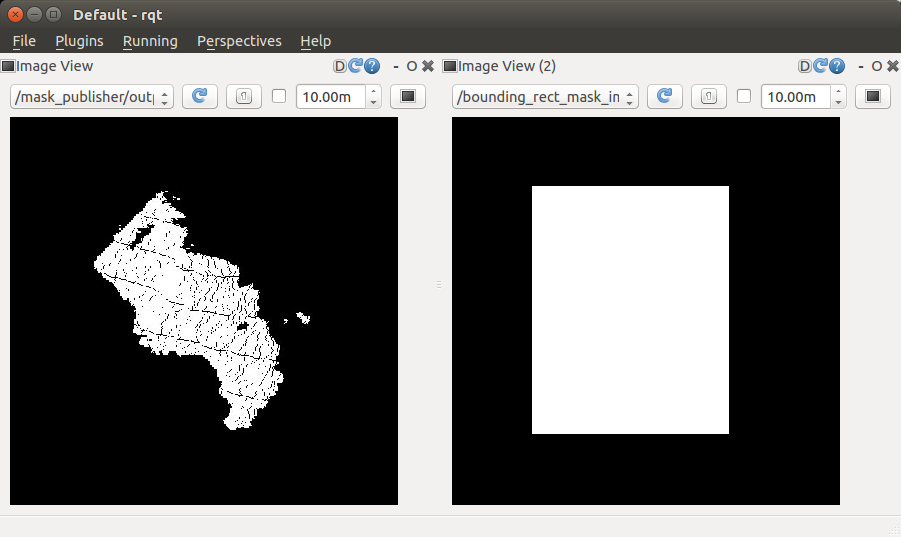 Default - rqt
File Plugins Running Perspectives Help
Image View D ? - O
Image View (2) D ? - O
/mask_publisher/out 10.00m
/bounding_rect_mask_in 10.00m